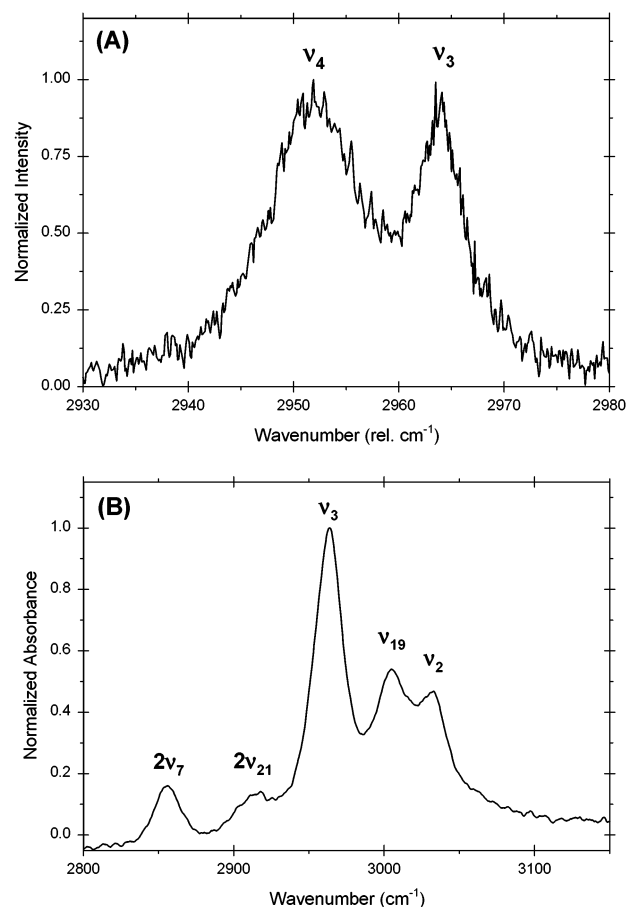 (A)
ν4 ν3
1.00
0.75
0.50
0.25
0.00
Normalized Intensity
2930 2940 2950 2960 2970 2980
Wavenumber (rel. cm-1)
(B)
ν3
ν19
ν2
2ν7 2ν21
1.0
0.8
0.6
0.4
0.2
0.0
Normalized Absorbance
2800 2900 3000 3100
Wavenumber (cm-1)